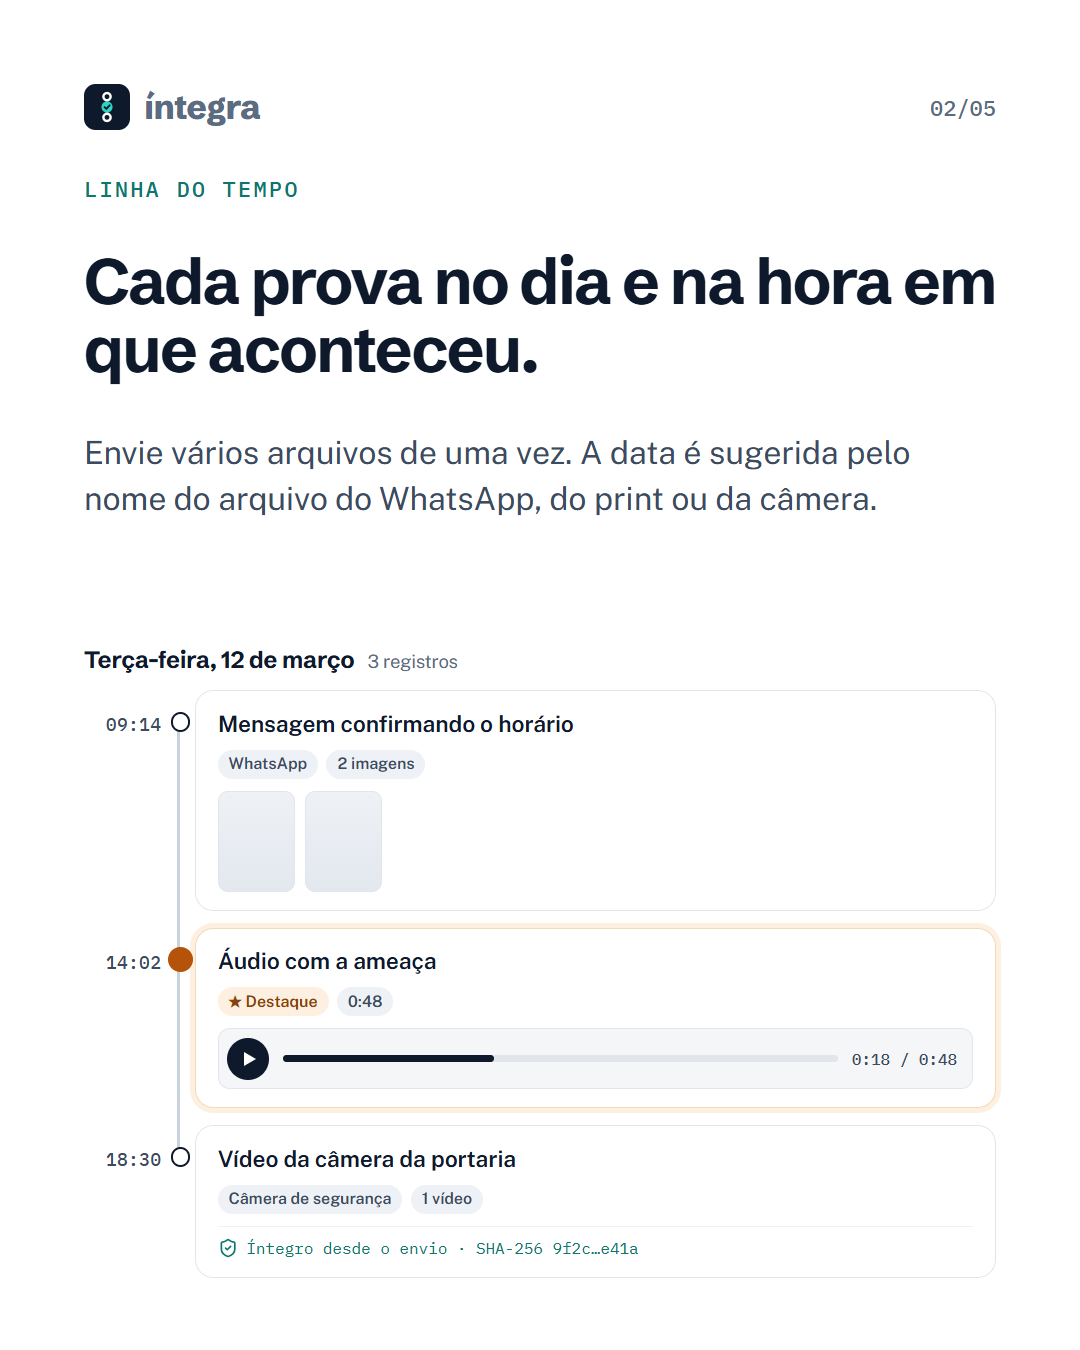 íntegra
02/05
LINHA DO TEMPO
Cada prova no dia e na hora em
que aconteceu.
Envie vários arquivos de uma vez. A data é sugerida pelo
nome do arquivo do WhatsApp, do print ou da câmera.
Terça-feira, 12 de março 3 registros
09:14
Mensagem confirmando o horário
WhatsApp 2 imagens
14:02
Áudio com a ameaça
★ Destaque 0:48
0:18 / 0:48
18:30
Vídeo da câmera da portaria
Câmera de segurança 1 vídeo
Íntegro desde o envio · SHA-256 9f2c…e41a